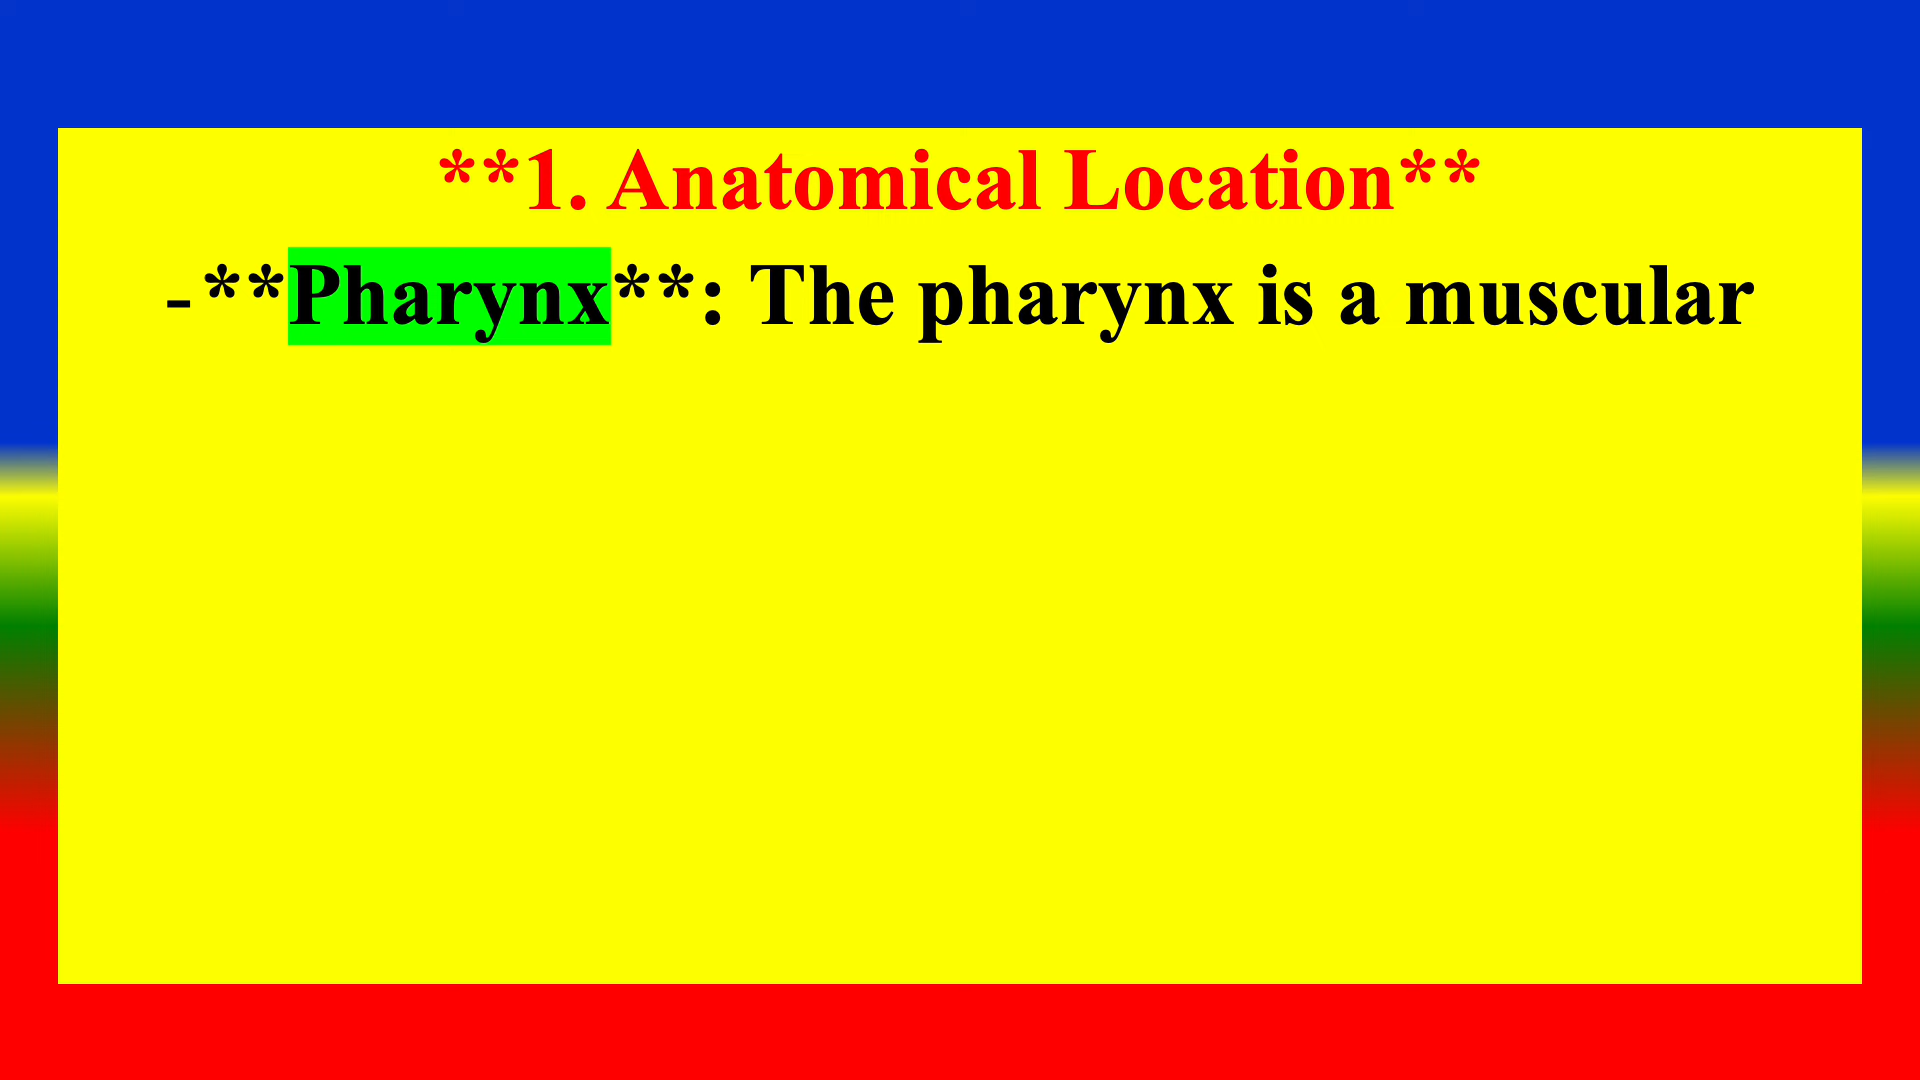 **1. Anatomical Location**
-**Pharynx**: The pharynx is a muscular